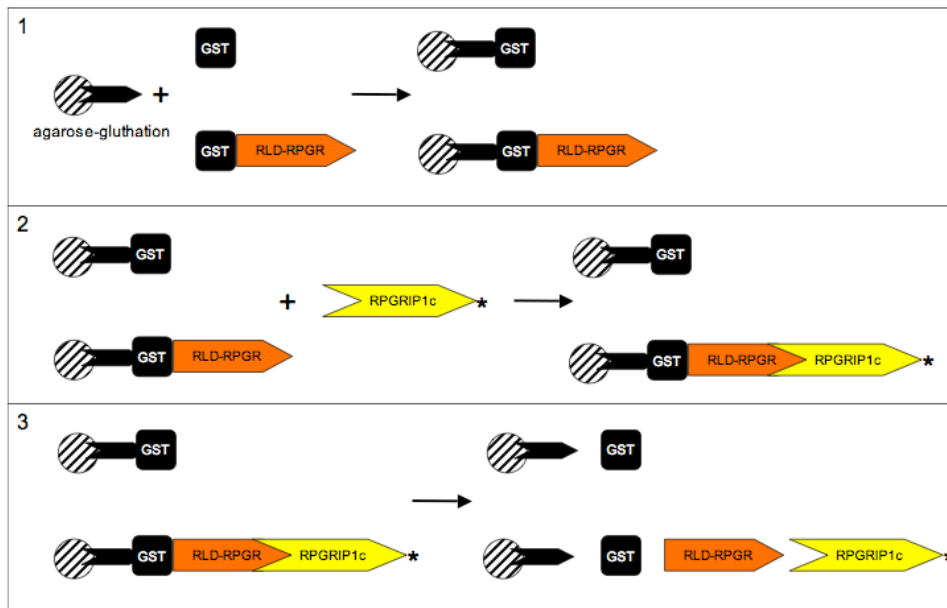 1
GST
GST
+
agarose-gluthation
GST RLD-RPGR
GST RLD-RPGR
2
GST
GST
+
RPGRIP1c *
GST RLD-RPGR
GST RLD-RPGR RPGRIP1c *
3
GST
GST
GST RLD-RPGR RPGRIP1c *
GST RLD-RPGR RPGRIP1c *